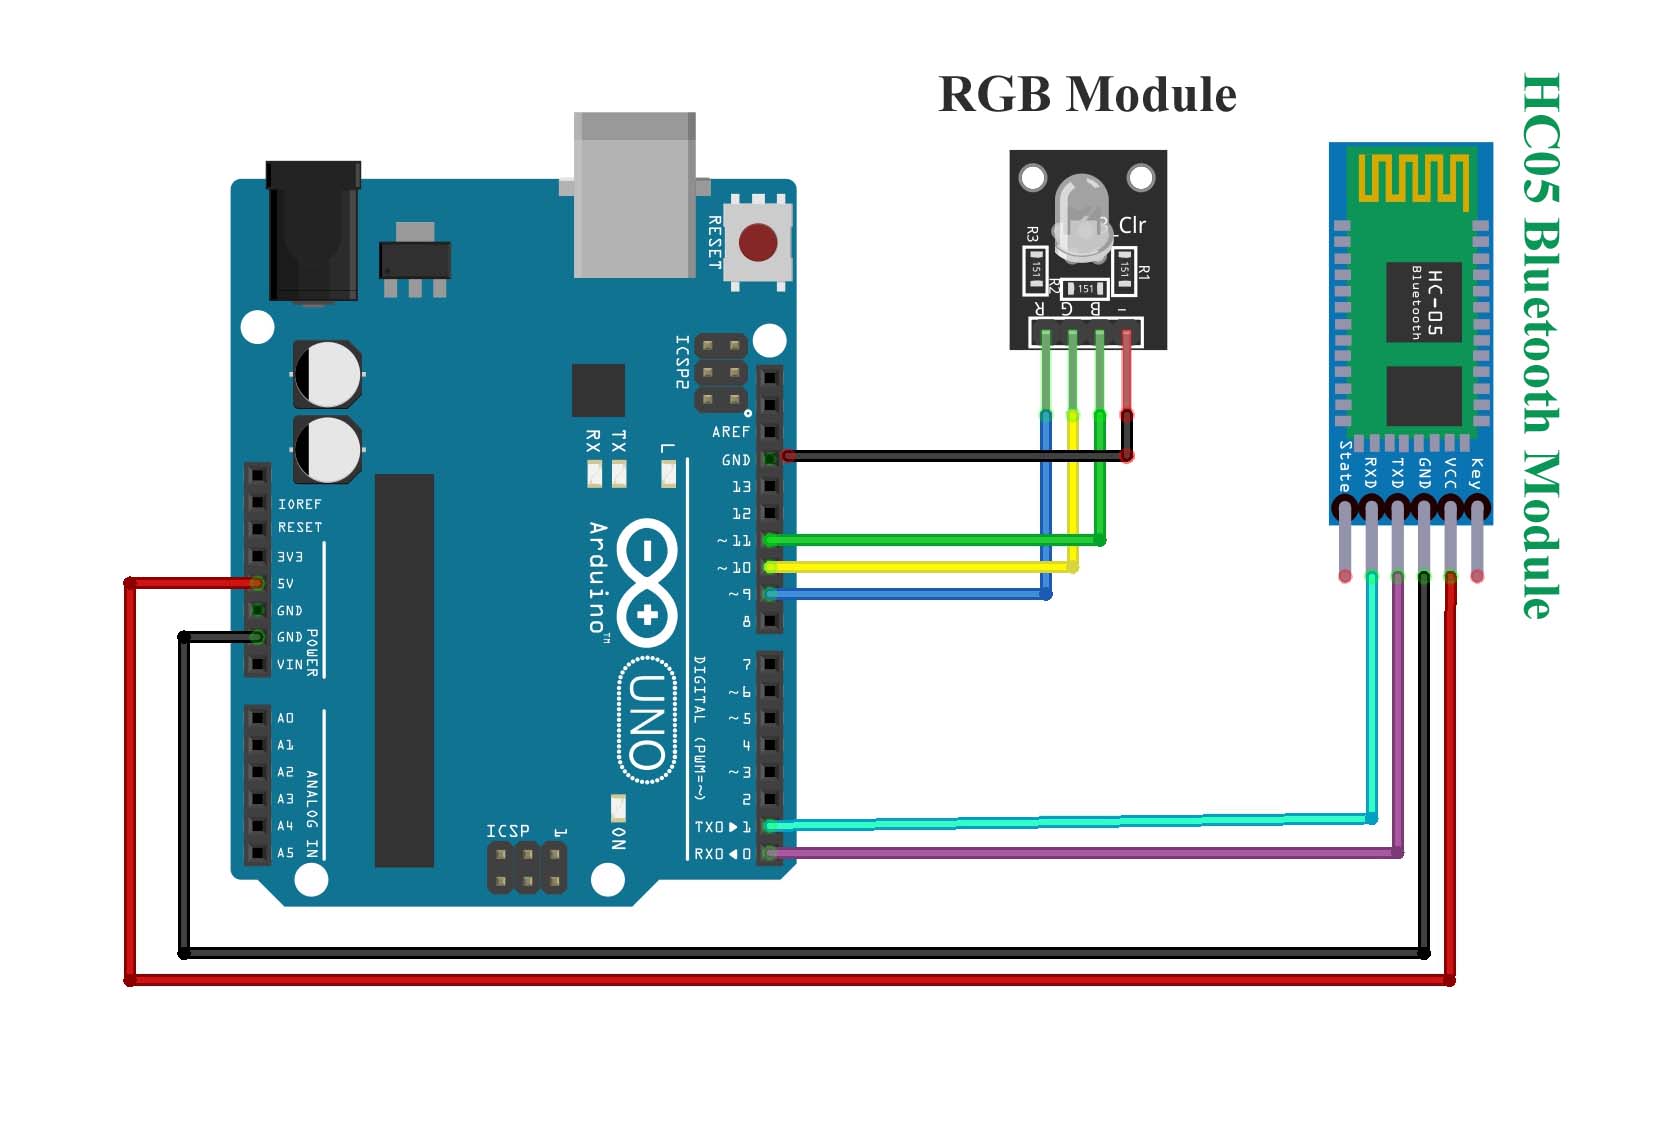 RGB Module
HC05 Bluetooth Module
RESET
ICSP2
AREF
GND
13
12
~11
~10
~9
8
7
~6
~5
4
~3
2
TX0▶1
RX0◀0
DIGITAL (PWM=~)
RX
TX
L
Arduino™
UNO
ON
ICSP
1
IOREF
RESET
3V3
5V
GND
GND
VIN
POWER
A0
A1
A2
A3
A4
A5
ANALOG IN
_Clr
R3
R1
R2
151
151
151
R
G
B
-
HC-05
Bluetooth
State
RXD
TXD
GND
VCC
Key